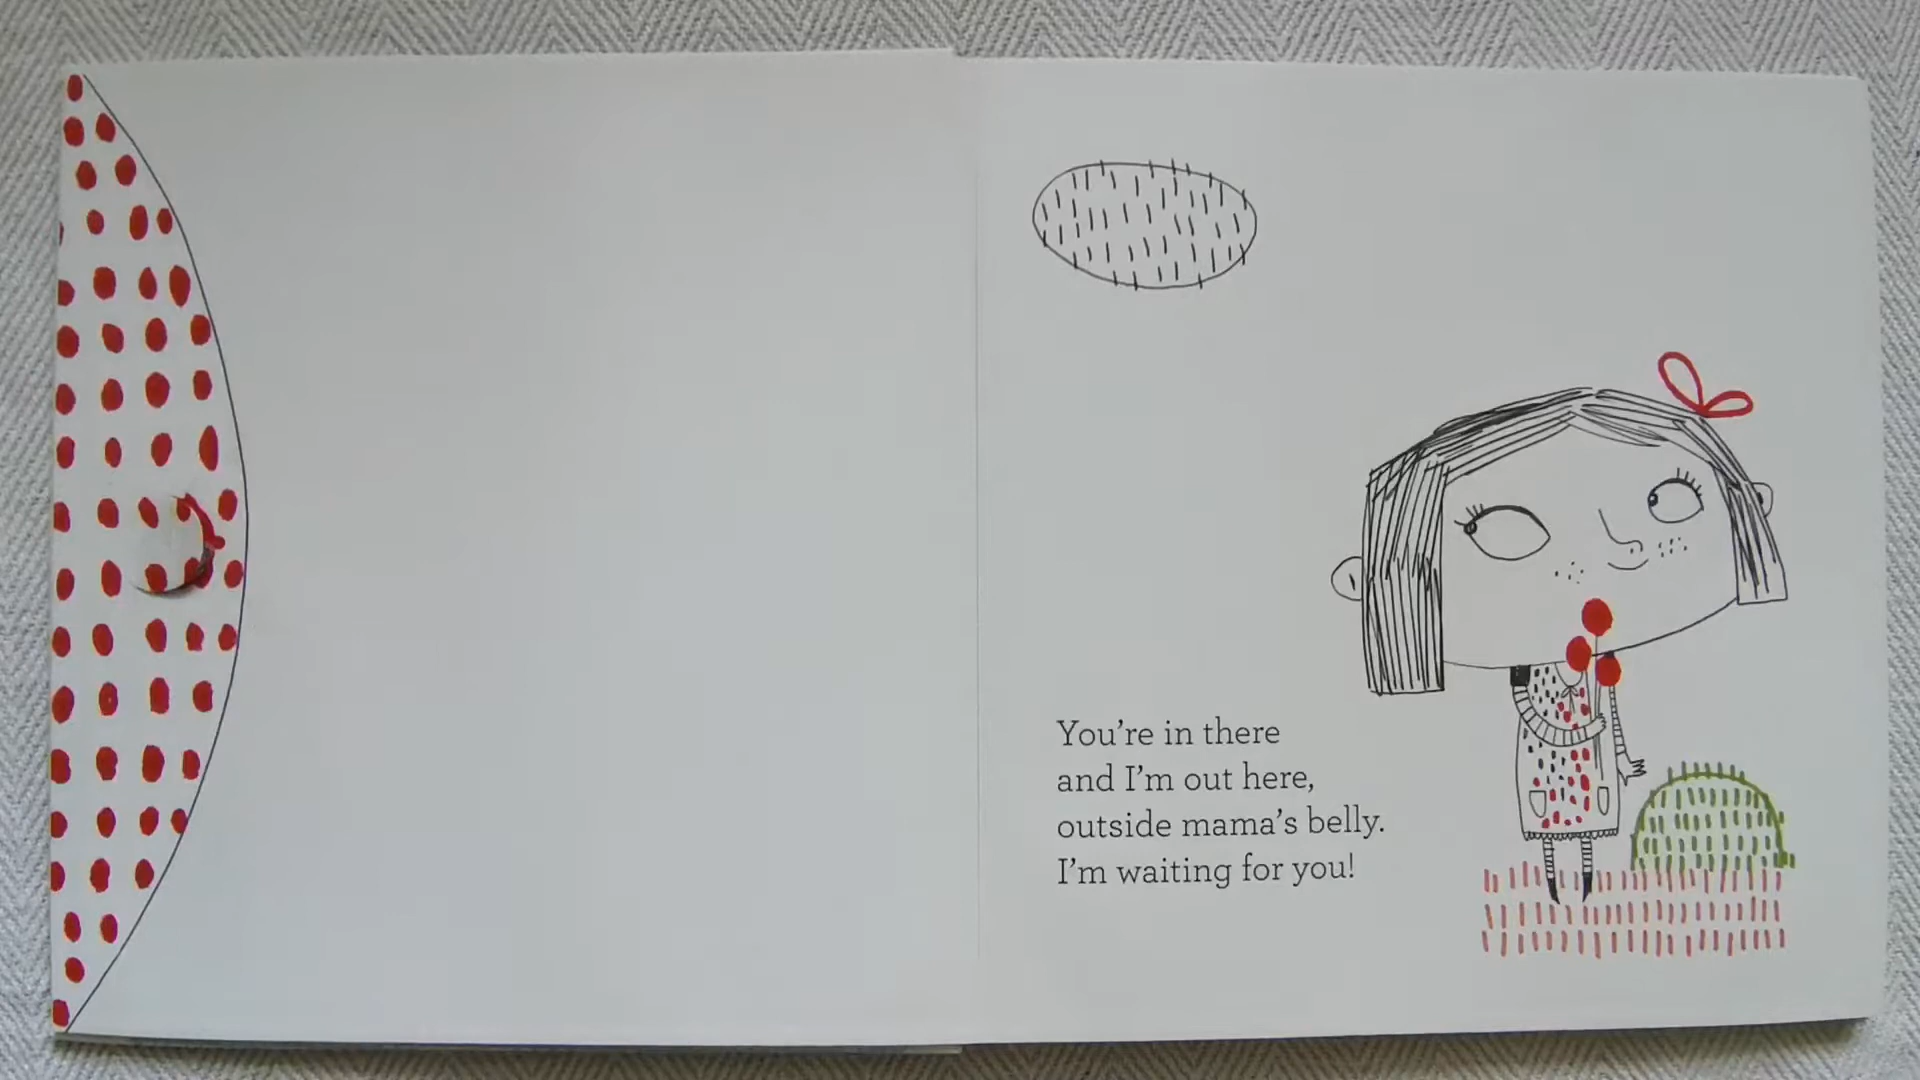 You're in there
and I'm out here,
outside mama's belly.
I'm waiting for you!